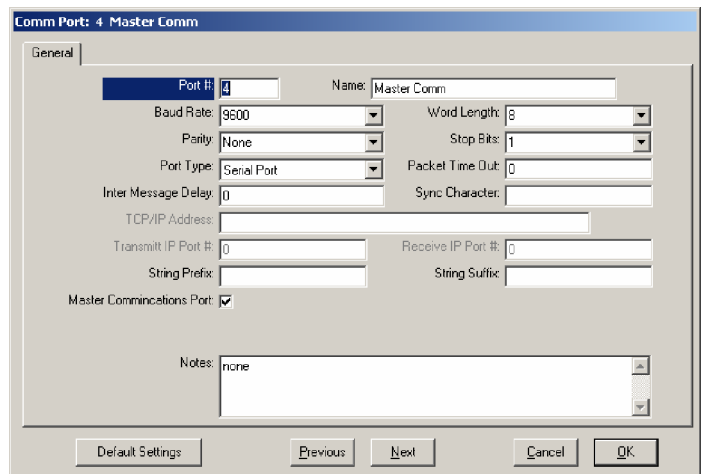 Comm Port: 4 Master Comm
General
Port #: 4 Name: Master Comm
Baud Rate: 9600 Word Length: 8
Parity: None Stop Bits: 1
Port Type: Serial Port Packet Time Out: 0
Inter Message Delay: 0 Sync Character:
TCP/IP Address:
Transmitt IP Port #: 0 Receive IP Port #: 0
String Prefix: String Suffix:
Master Commincations Port:
Notes: none
Default Settings Previous Next Cancel OK